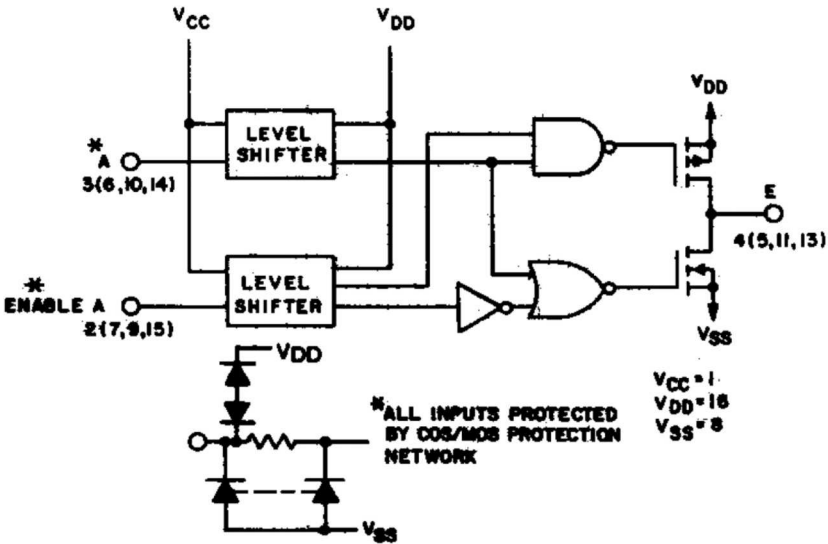 VCC
VDD
LEVEL
SHIFTER
*
A
3(6,10,14)
VDD
E
4(5,11,13)
*
ENABLE A
2(7,9,15)
LEVEL
SHIFTER
VSS
VDD
VCC=1
VDD=16
VSS=8
*ALL INPUTS PROTECTED
BY COS/MOS PROTECTION
NETWORK
VSS